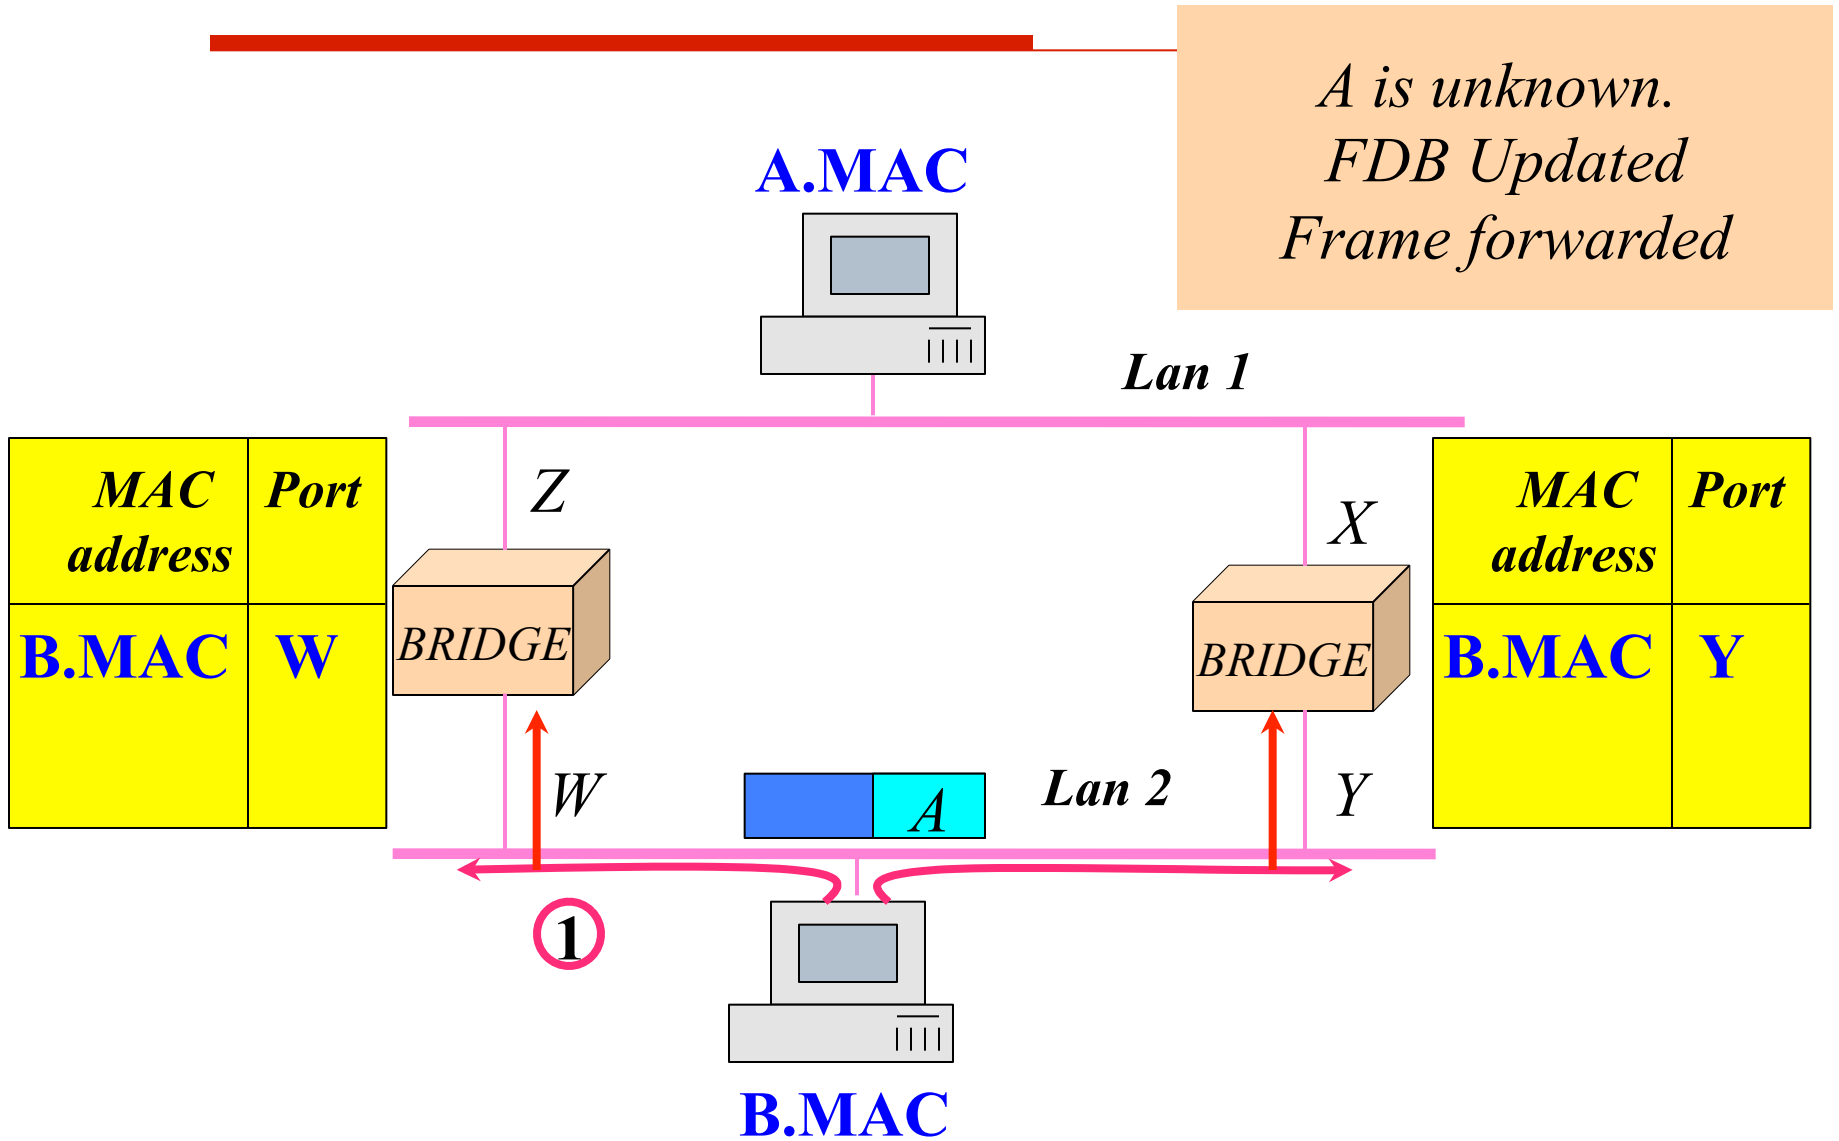 A is unknown.
FDB Updated
Frame forwarded
A.MAC
Lan 1
MAC address
Port
B.MAC
W
Z
BRIDGE
W
X
BRIDGE
Y
MAC address
Port
B.MAC
Y
A
Lan 2
1
B.MAC